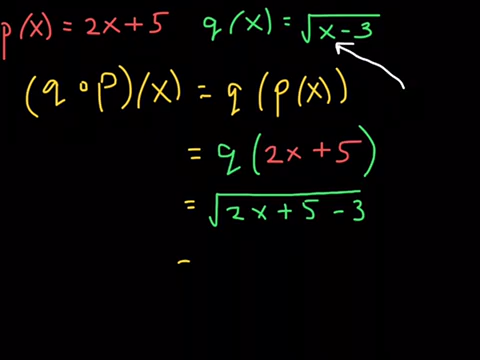 p(x) = 2x + 5   q(x) = √(x - 3)
(q ∘ p)(x) = q(p(x))
= q(2x + 5)
= √(2x + 5 - 3)
=